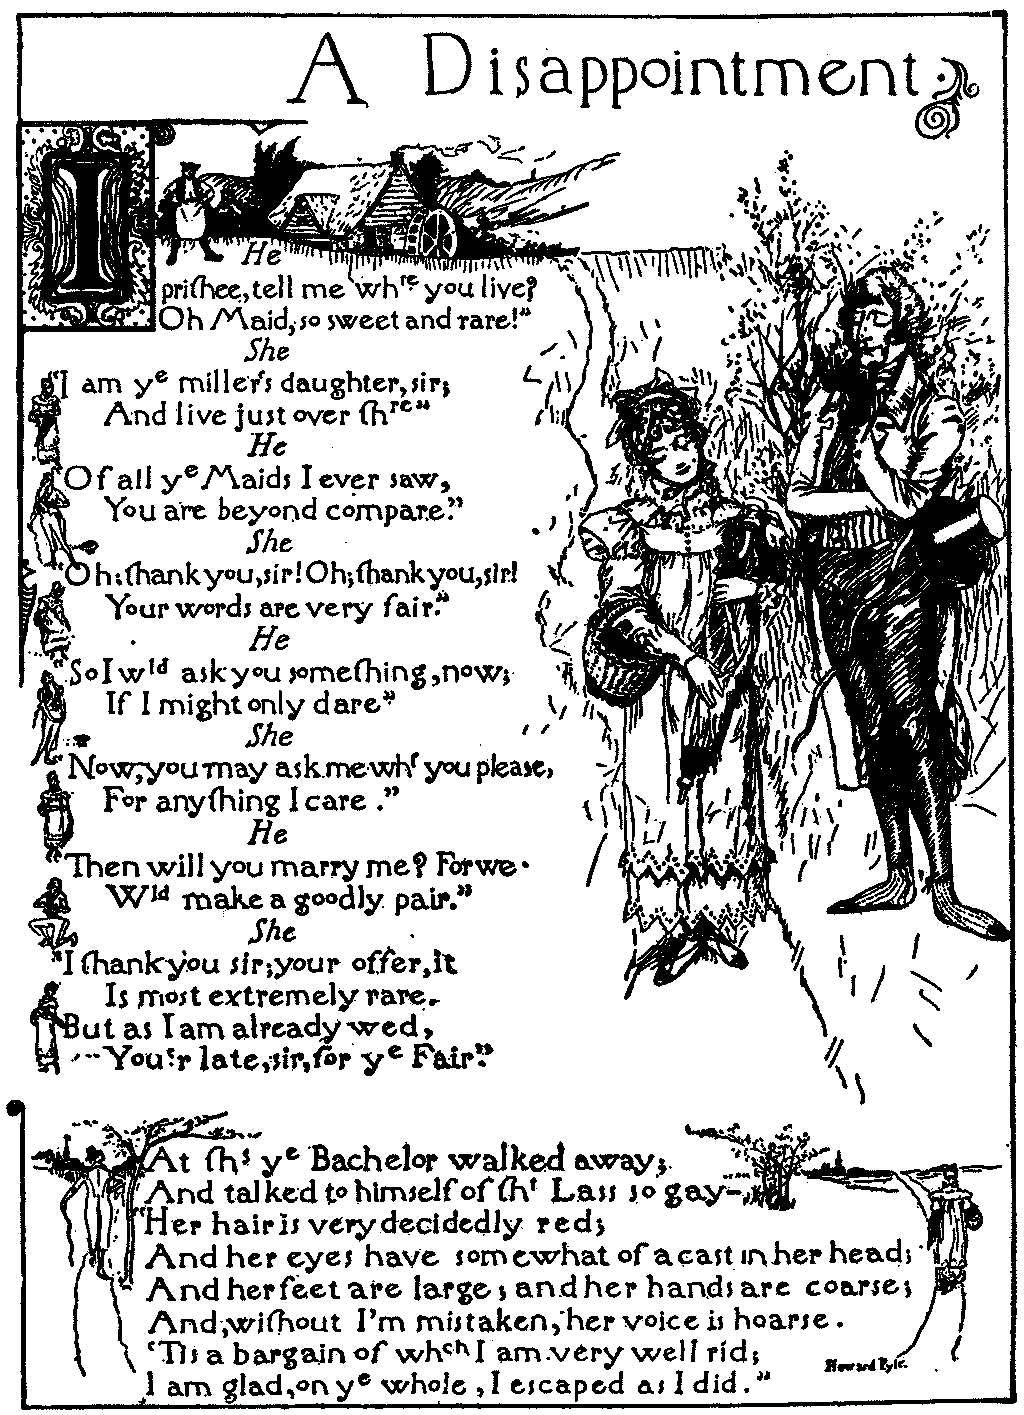 A Disappointment
He
I prithee, tell me whre you live?
Oh Maid, so sweet and rare!"
She
"I am ye miller's daughter, sir;
And live just over thre"
He
Of all ye Maids I ever saw,
You are beyond compare."
She
"Oh; thank you, sir! Oh; thank you, sir!
Your words are very fair."
He
So I wld ask you something, now;
If I might only dare"
She
Now, you may ask me wht you please,
For anything I care."
He
Then will you marry me? For we
Wld make a goodly pair."
She
"I thank you sir; your offer, it
Is most extremely rare.
But as I am already wed,
You'r late, sir, for ye Fair."
At ths ye Bachelor walked away;
And talked to himself of tht Lass so gay—
"Her hair is very decidedly red;
And her eyes have somewhat of a cast in her head;
And her feet are large; and her hands are coarse;
And, without I'm mistaken, her voice is hoarse.
'Tis a bargain of whch I am very well rid;
I am glad, on ye whole, I escaped as I did."
Howard Pyle.